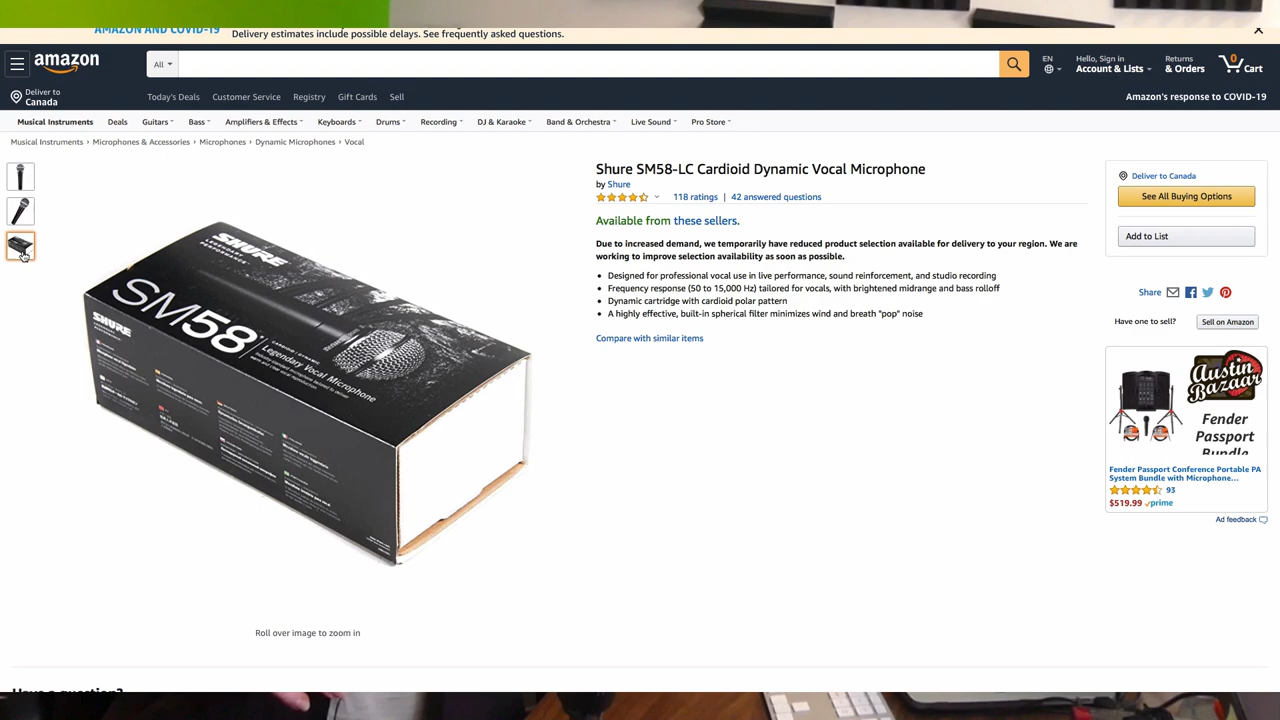 AMAZON AND COVID-19
Delivery estimates include possible delays. See frequently asked questions.
amazon
All
EN
Hello, Sign in
Account & Lists
Returns
& Orders
0
Cart
Deliver to
Canada
Today's Deals Customer Service Registry Gift Cards Sell
Amazon's response to COVID-19
Musical Instruments Deals Guitars Bass Amplifiers & Effects Keyboards Drums Recording DJ & Karaoke Band & Orchestra Live Sound Pro Store
Musical Instruments › Microphones & Accessories › Microphones › Dynamic Microphones › Vocal
SHURE
LEGENDARY
PERFORMANCE
SM58
CARDIOID DYNAMIC
Legendary Vocal Microphone
SHURE
Roll over image to zoom in
Shure SM58-LC Cardioid Dynamic Vocal Microphone
by Shure
118 ratings | 42 answered questions
Available from these sellers.
Due to increased demand, we temporarily have reduced product selection available for delivery to your region. We are
working to improve selection availability as soon as possible.
• Designed for professional vocal use in live performance, sound reinforcement, and studio recording
• Frequency response (50 to 15,000 Hz) tailored for vocals, with brightened midrange and bass rolloff
• Dynamic cartridge with cardioid polar pattern
• A highly effective, built-in spherical filter minimizes wind and breath "pop" noise
Compare with similar items
Deliver to Canada
See All Buying Options
Add to List
Share
Have one to sell?
Sell on Amazon
Austin
Bazaar
Fender
Passport
Bundle
Fender Passport Conference Portable PA
System Bundle with Microphone...
93
$519.99 prime
Ad feedback
Have a question?